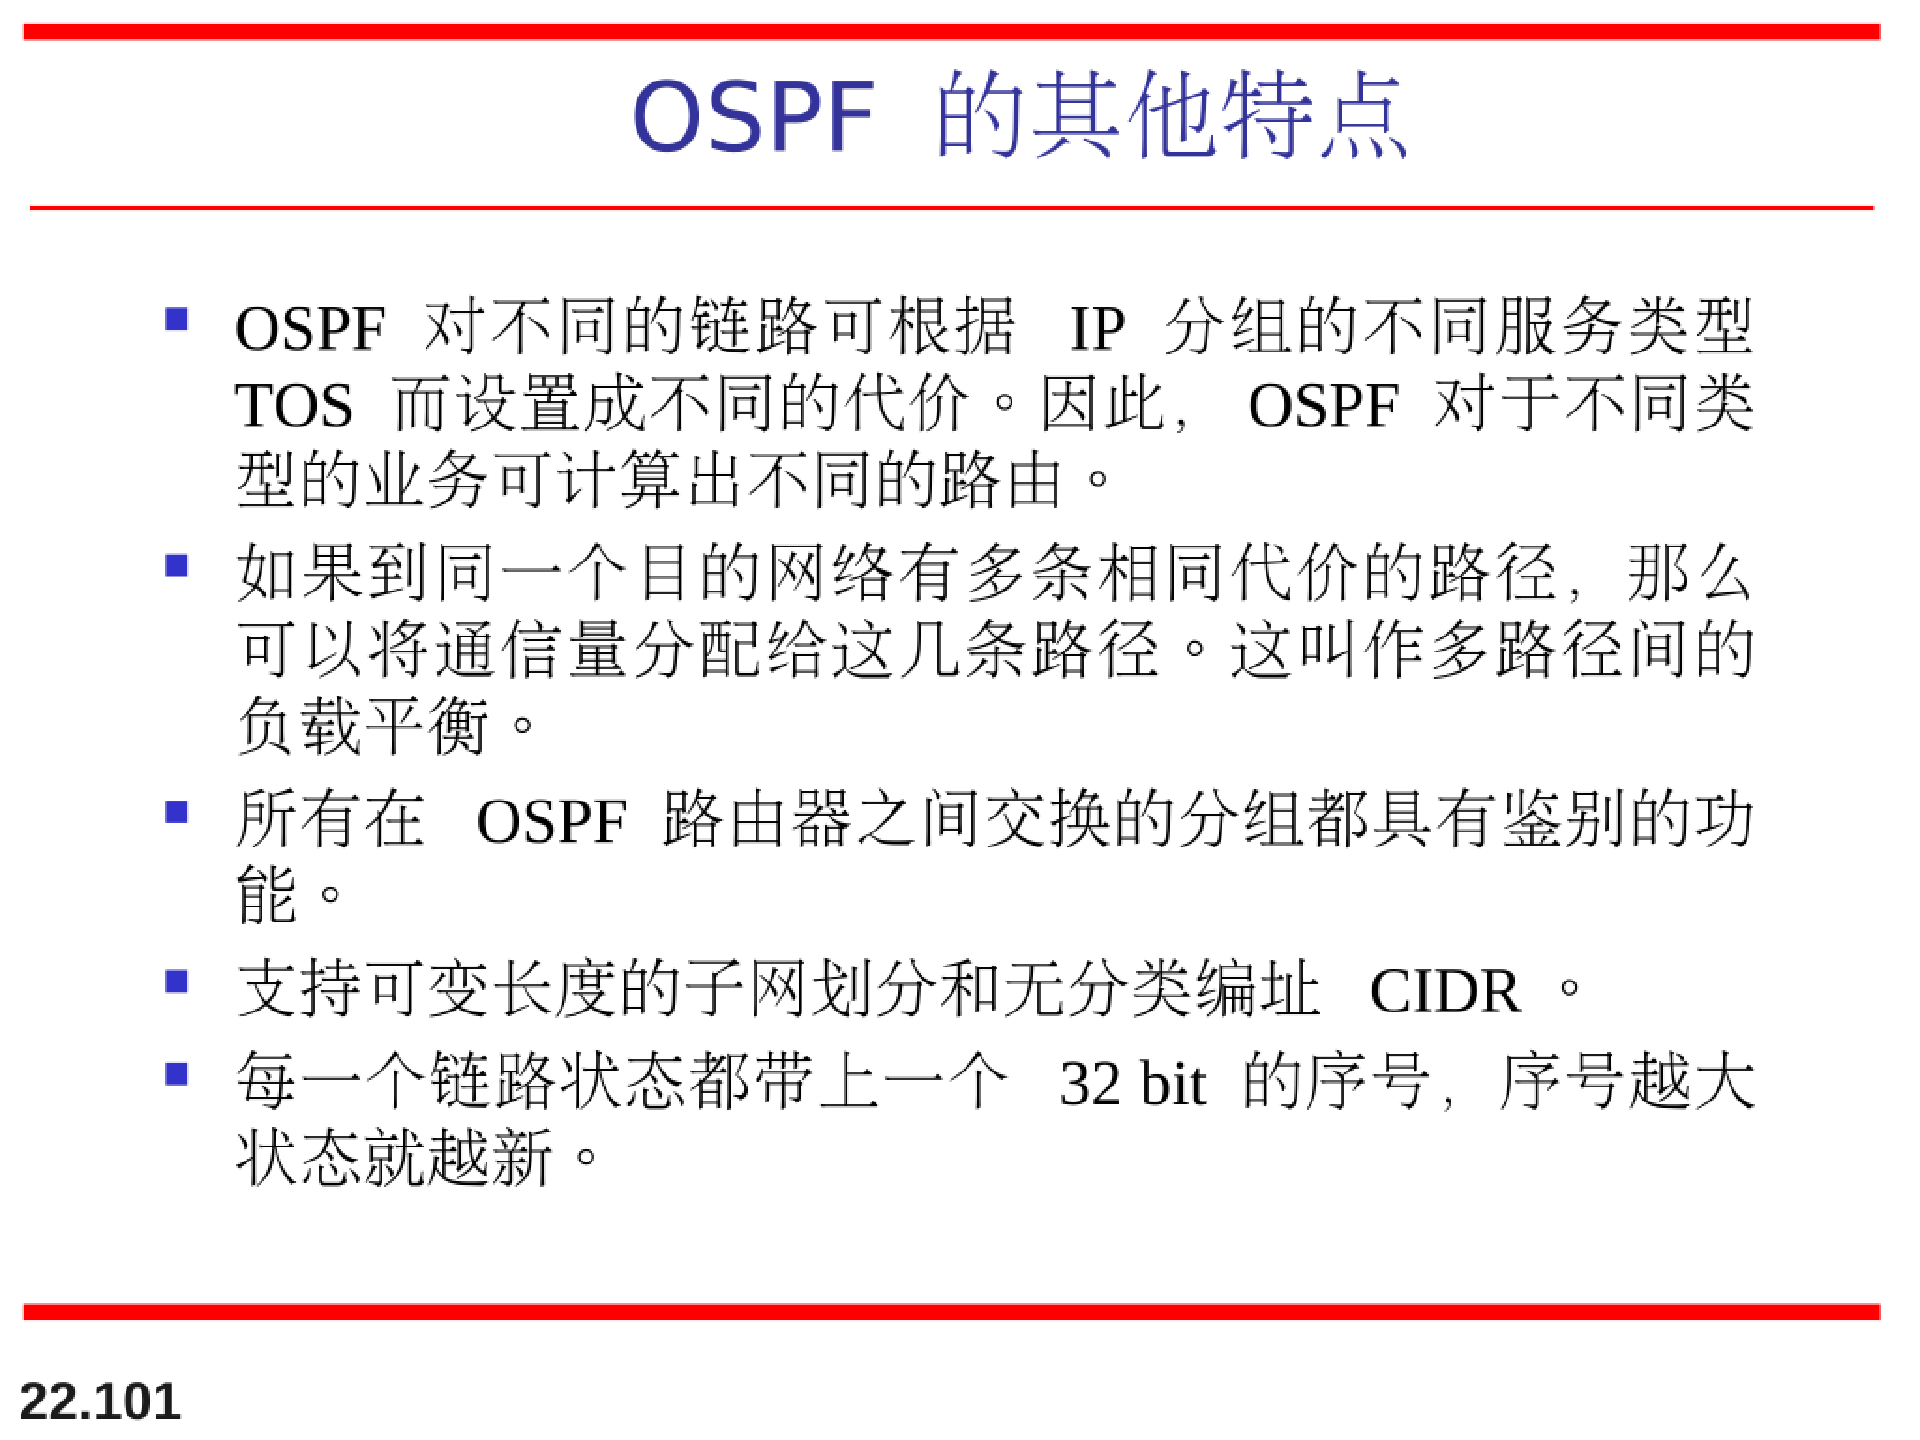 OSPF 的其他特点
OSPF 对不同的链路可根据 IP 分组的不同服务类型
TOS 而设置成不同的代价。因此，OSPF 对于不同类
型的业务可计算出不同的路由。
如果到同一个目的网络有多条相同代价的路径，那么
可以将通信量分配给这几条路径。这叫作多路径间的
负载平衡。
所有在 OSPF 路由器之间交换的分组都具有鉴别的功
能。
支持可变长度的子网划分和无分类编址 CIDR 。
每一个链路状态都带上一个 32 bit 的序号，序号越大
状态就越新。
22.101